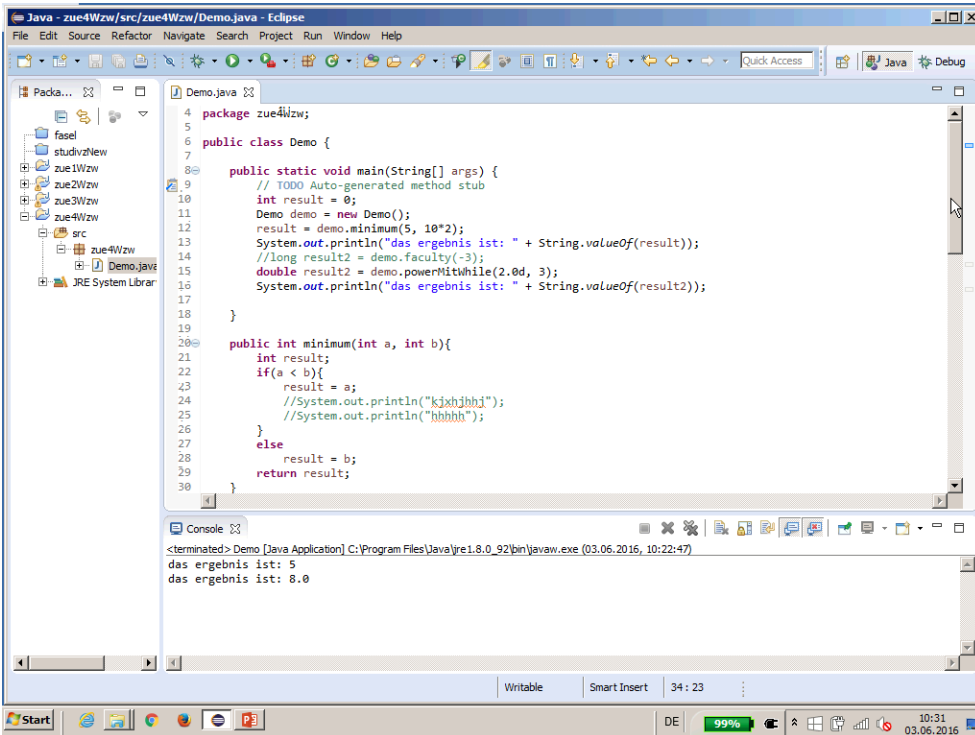 Java - zue4Wzw/src/zue4Wzw/Demo.java - Eclipse
File Edit Source Refactor Navigate Search Project Run Window Help
Quick Access
Java
Debug
Packa...
Demo.java
fasel
studivzNew
zue1Wzw
zue2Wzw
zue3Wzw
zue4Wzw
src
zue4Wzw
Demo.java
JRE System Librar
4 package zue4Wzw;
5
6 public class Demo {
7
8 public static void main(String[] args) {
9 // TODO Auto-generated method stub
10 int result = 0;
11 Demo demo = new Demo();
12 result = demo.minimum(5, 10*2);
13 System.out.println("das ergebnis ist: " + String.valueOf(result));
14 //long result2 = demo.faculty(-3);
15 double result2 = demo.powerMitWhile(2.0d, 3);
16 System.out.println("das ergebnis ist: " + String.valueOf(result2));
17
18 }
19
20 public int minimum(int a, int b){
21 int result;
22 if(a < b){
23 result = a;
24 //System.out.println("kjxhjhhj");
25 //System.out.println("hhhhh");
26 }
27 else
28 result = b;
29 return result;
30 }
Console
<terminated> Demo [Java Application] C:\Program Files\Java\jre1.8.0_92\bin\javaw.exe (03.06.2016, 10:22:47)
das ergebnis ist: 5
das ergebnis ist: 8.0
Writable Smart Insert 34 : 23
Start
DE
99%
10:31
03.06.2016